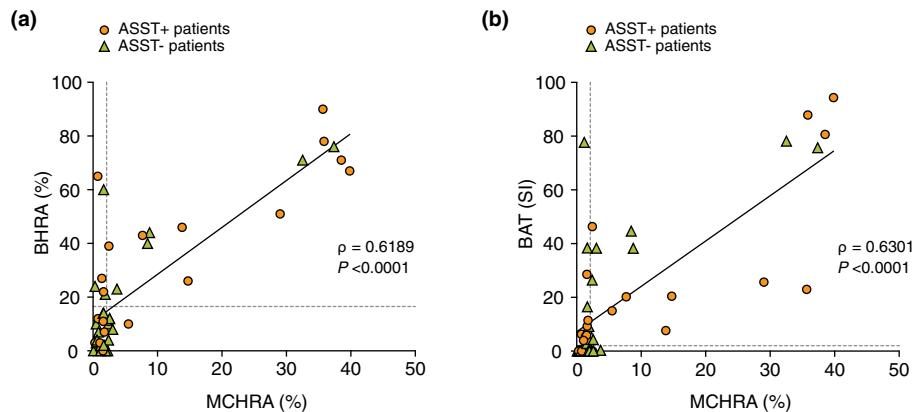 (a)
ASST+ patients
ASST- patients
BHRA (%)
100
80
60
40
20
0
0
10
20
30
40
50
MCHRA (%)
ρ = 0.6189
P <0.0001
(b)
ASST+ patients
ASST- patients
BAT (SI)
100
80
60
40
20
0
0
10
20
30
40
50
MCHRA (%)
ρ = 0.6301
P <0.0001